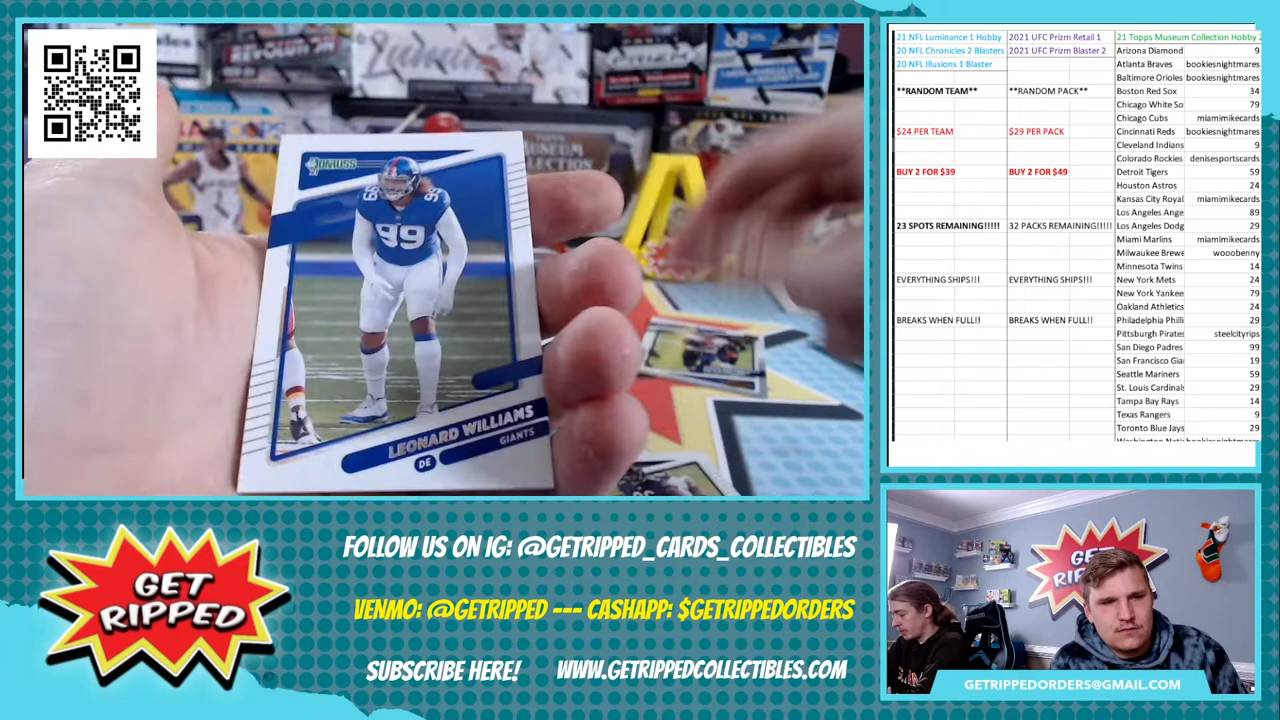 DONRUSS
99
99
99
LEONARD WILLIAMS
GIANTS
DE
21 NFL Luminance 1 Hobby
20 NFL Chronicles 2 Blasters
20 NFL Illusions 1 Blaster
**RANDOM TEAM**
$24 PER TEAM
BUY 2 FOR $39
23 SPOTS REMAINING!!!!!
EVERYTHING SHIPS!!!
BREAKS WHEN FULL!!
2021 UFC Prizm Retail 1
2021 UFC Prizm Blaster 2
**RANDOM PACK**
$29 PER PACK
BUY 2 FOR $49
32 PACKS REMAINING!!!!!
EVERYTHING SHIPS!!!
BREAKS WHEN FULL!!
21 Topps Museum Collection Hobby 2
Arizona Diamond 9
Atlanta Braves bookiesnightmares
Baltimore Orioles bookiesnightmares
Boston Red Sox 34
Chicago White So 79
Chicago Cubs miamimikecards
Cincinnati Reds bookiesnightmares
Cleveland Indians 9
Colorado Rockies denisesportscards
Detroit Tigers 59
Houston Astros 24
Kansas City Royal miamimikecards
Los Angeles Ange 89
Los Angeles Dodg 29
Miami Marlins miamimikecards
Milwaukee Brewe wooobenny
Minnesota Twins 14
New York Mets 24
New York Yankee 79
Oakland Athletics 24
Philadelphia Philli 29
Pittsburgh Pirates steelcityrips
San Diego Padres 99
San Francisco Gia 19
Seattle Mariners 59
St. Louis Cardinals 29
Tampa Bay Rays 14
Texas Rangers 9
Toronto Blue Jays 29
Washington Nati bookiesnightmares
GET
RIPPED
FOLLOW US ON IG: @GETRIPPED_CARDS_COLLECTIBLES
VENMO: @GETRIPPED --- CASHAPP: $GETRIPPEDORDERS
SUBSCRIBE HERE! WWW.GETRIPPEDCOLLECTIBLES.COM
GET
GETRIPPEDORDERS@GMAIL.COM